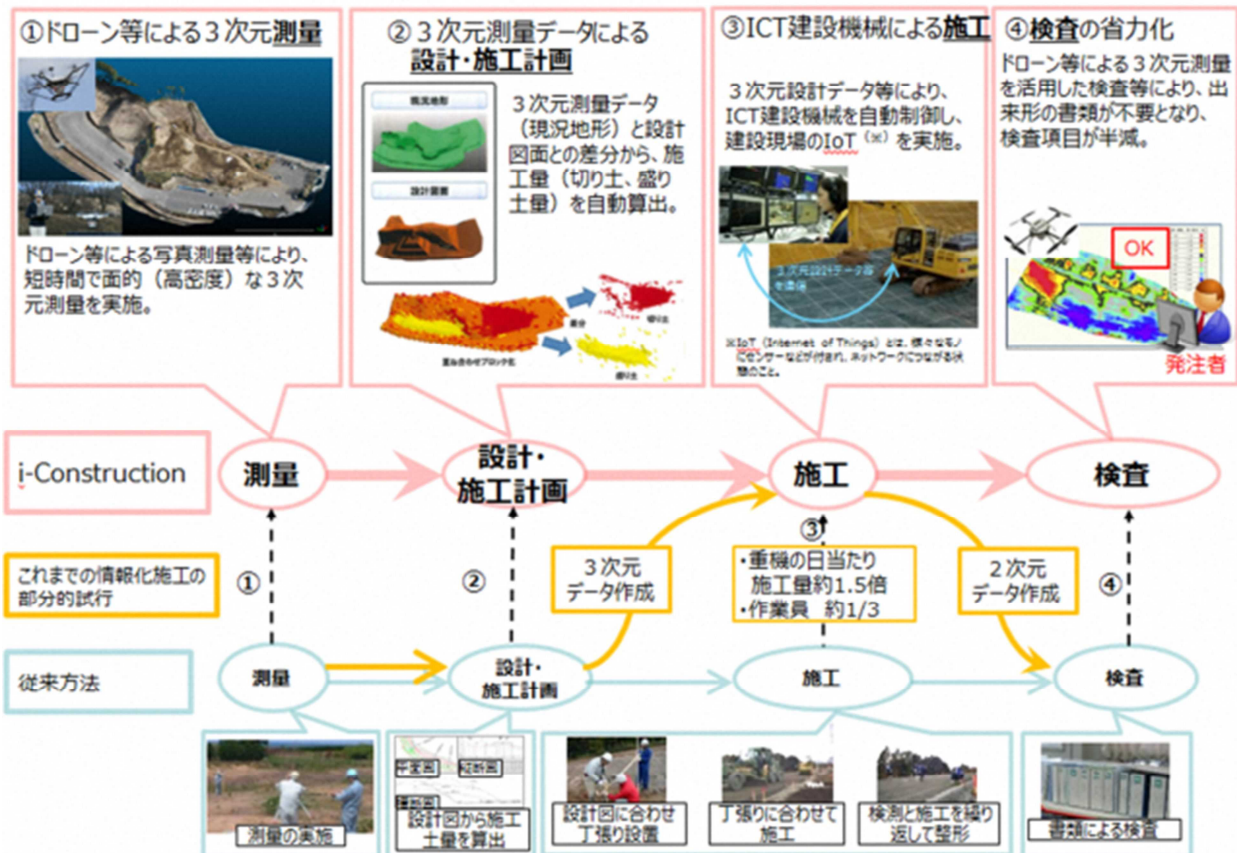 ①ドローン等による３次元測量
ドローン等による写真測量等により、
短時間で面的（高密度）な３次
元測量を実施。
②３次元測量データによる
設計・施工計画
現況地形
設計図面
３次元測量データ
（現況地形）と設計
図面との差分から、施
工量（切り土、盛り
土量）を自動算出。
差分
切り土
重ね合わせブロック化
盛り土
③ICT建設機械による施工
３次元設計データ等により、
ICT建設機械を自動制御し、
建設現場のIoT（※）を実施。
３次元設計データ等
を通信
※IoT（Internet of Things）とは、様々なモノ
にセンサーなどが付され、ネットワークにつながる状
態のこと。
④検査の省力化
ドローン等による３次元測量
を活用した検査等により、出
来形の書類が不要となり、
検査項目が半減。
OK
発注者
i-Construction
測量
設計・
施工計画
施工
検査
これまでの情報化施工の
部分的試行
①
②
３次元
データ作成
③
・重機の日当たり
施工量約1.5倍
・作業員 約1/3
２次元
データ作成
④
従来方法
測量
設計・
施工計画
施工
検査
測量の実施
平面図
縦断図
横断図
設計図から施工
土量を算出
設計図に合わせ
丁張り設置
丁張りに合わせて
施工
検測と施工を繰り
返して整形
書類による検査